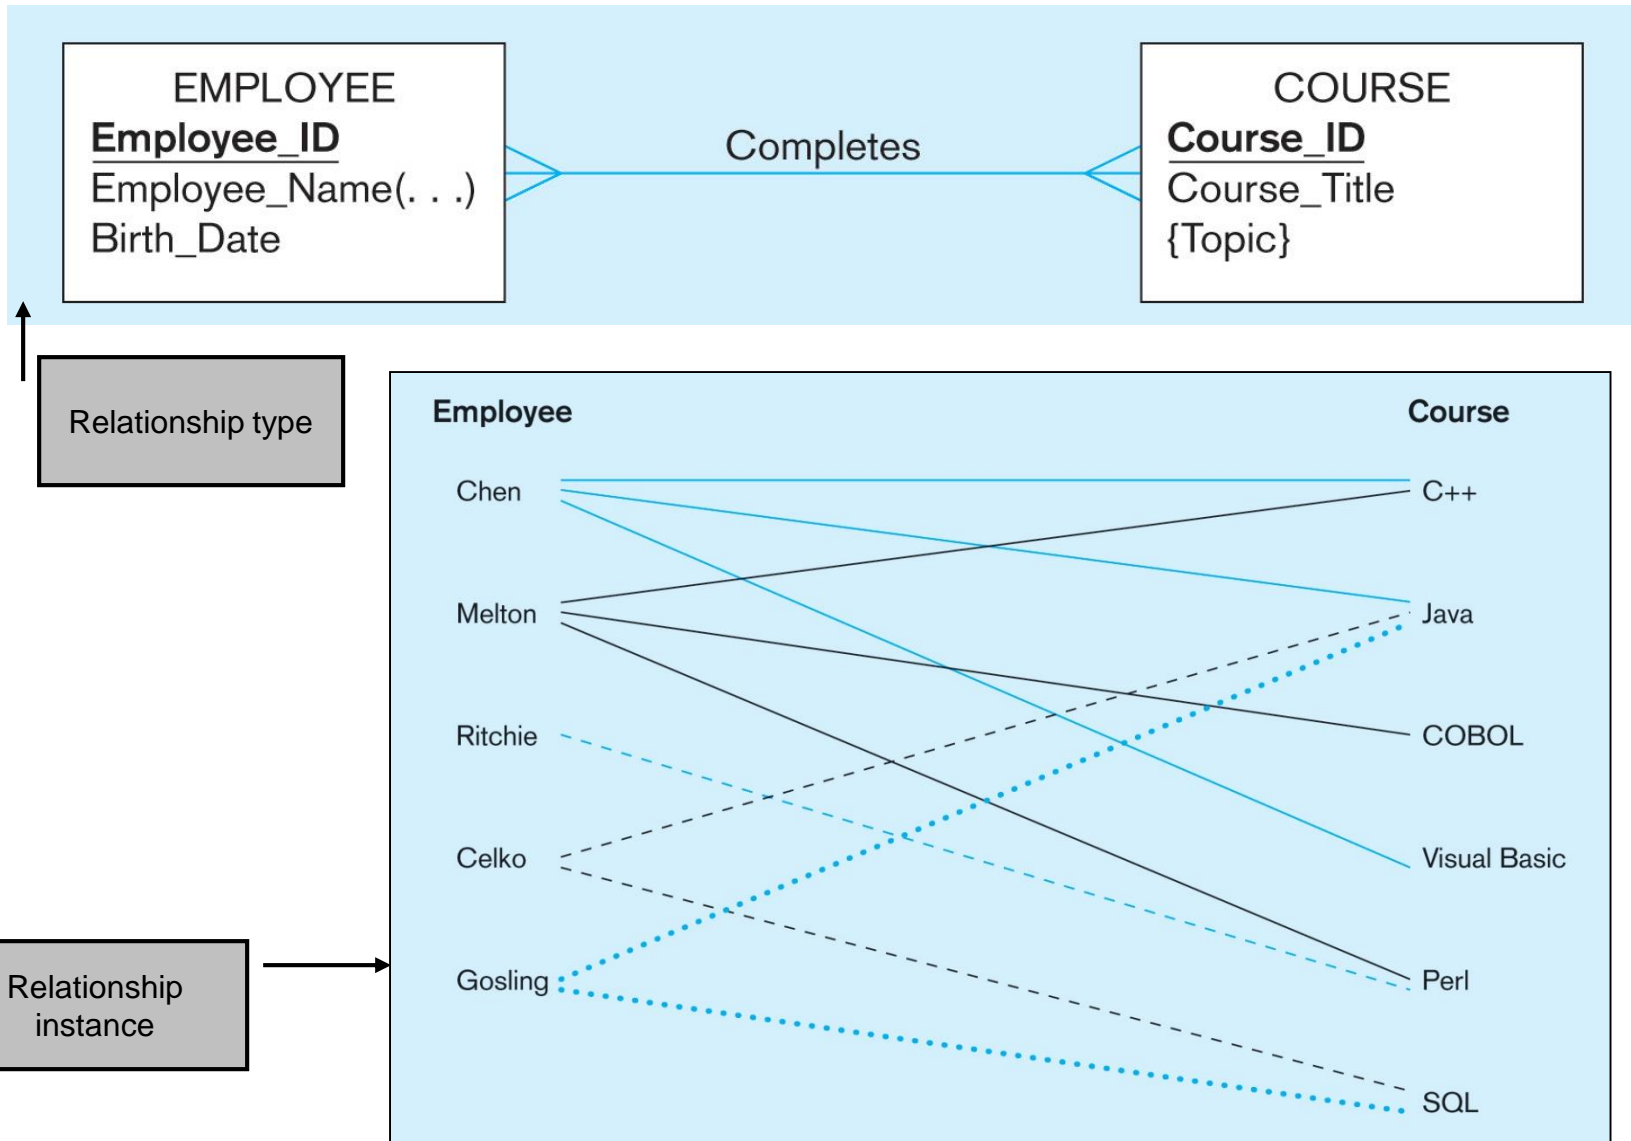 EMPLOYEE
Employee_ID
Employee_Name(. . .)
Birth_Date
Completes
COURSE
Course_ID
Course_Title
{Topic}
Relationship type
Employee
Course
Chen
C++
Melton
Java
Ritchie
COBOL
Celko
Visual Basic
Gosling
Perl
SQL
Relationship
instance